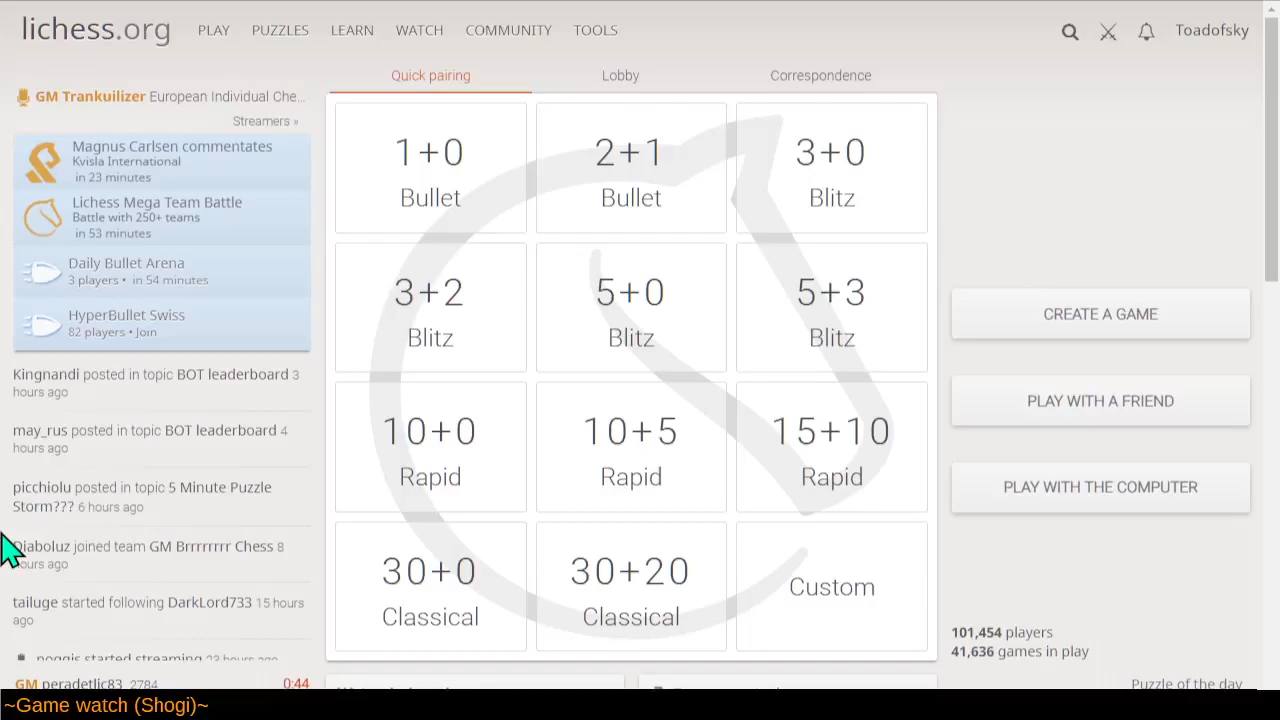 lichess.org PLAY PUZZLES LEARN WATCH COMMUNITY TOOLS Toadofsky
GM Trankuilizer European Individual Che...
Streamers »
Magnus Carlsen commentates
Kvisla International
in 23 minutes
Lichess Mega Team Battle
Battle with 250+ teams
in 53 minutes
Daily Bullet Arena
3 players • in 54 minutes
HyperBullet Swiss
82 players • Join
Kingnandi posted in topic BOT leaderboard 3
hours ago
may_rus posted in topic BOT leaderboard 4
hours ago
picchiolu posted in topic 5 Minute Puzzle
Storm??? 6 hours ago
Diaboluz joined team GM Brrrrrrr Chess 8
hours ago
tailuge started following DarkLord733 15 hours
ago
noggis started streaming 23 hours ago
GM peradetlic83 2784 0:44
Quick pairing Lobby Correspondence
1+0 2+1 3+0
Bullet Bullet Blitz
3+2 5+0 5+3
Blitz Blitz Blitz
10+0 10+5 15+10
Rapid Rapid Rapid
30+0 30+20 Custom
Classical Classical
CREATE A GAME
PLAY WITH A FRIEND
PLAY WITH THE COMPUTER
101,454 players
41,636 games in play
Puzzle of the day
~Game watch (Shogi)~